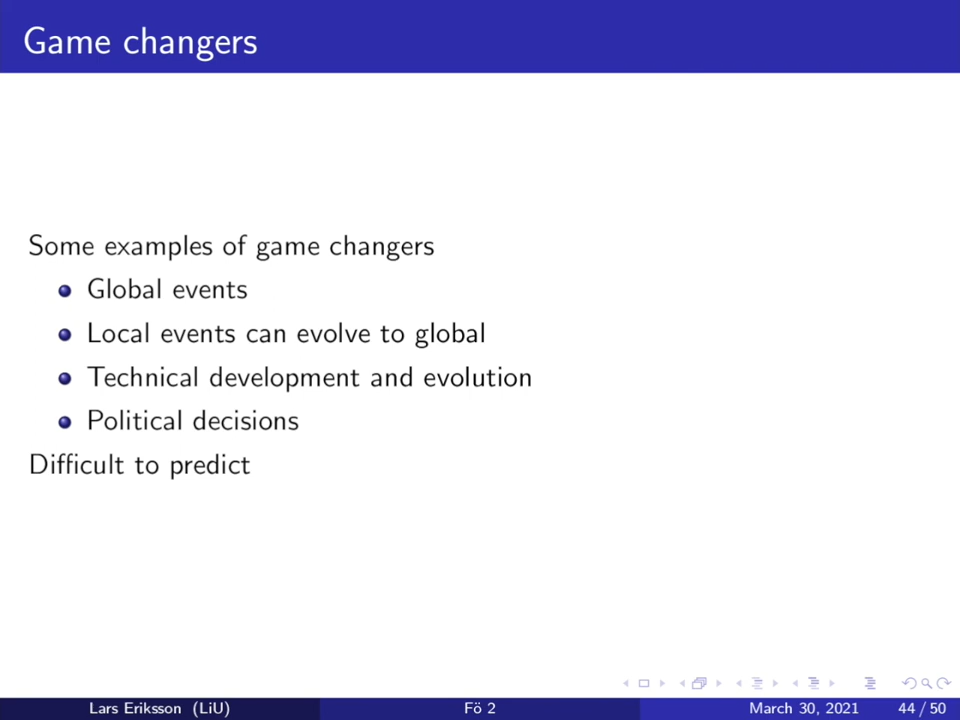 Game changers
Some examples of game changers
Global events
Local events can evolve to global
Technical development and evolution
Political decisions
Difficult to predict
Lars Eriksson (LiU)
Fö 2
March 30, 2021
44 / 50